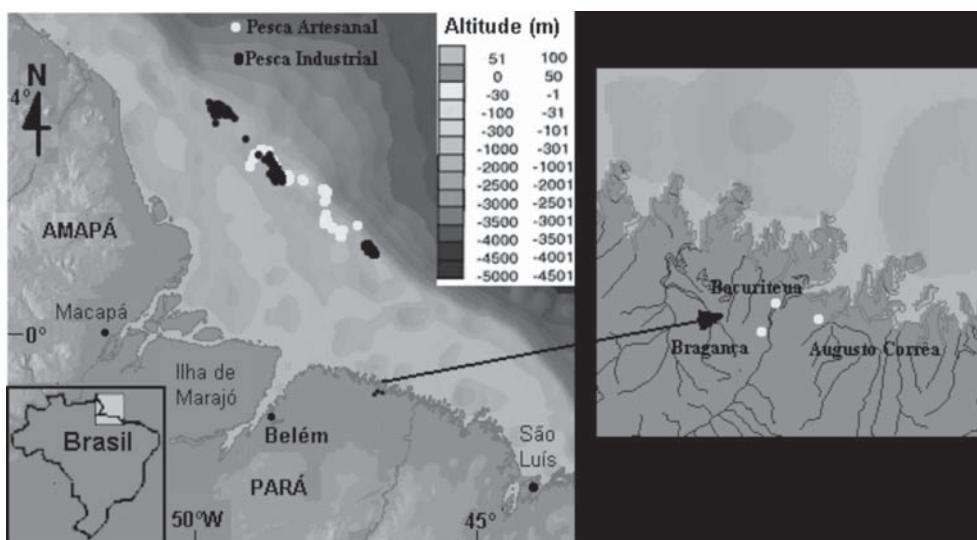 Pesca Artesanal
Pesca Industrial
N
4°
AMAPÁ
Macapá
0°
Ilha de
Marajó
Belém
PARÁ
São
Luís
50°W
45°
Brasil
Altitude (m)
51 100
0 50
-30 -1
-100 -31
-300 -101
-1000 -301
-2000 -1001
-2500 -2001
-3000 -2501
-3500 -3001
-4000 -3501
-4500 -4001
-5000 -4501
Bacuriteua
Bragança
Augusto Corrêa